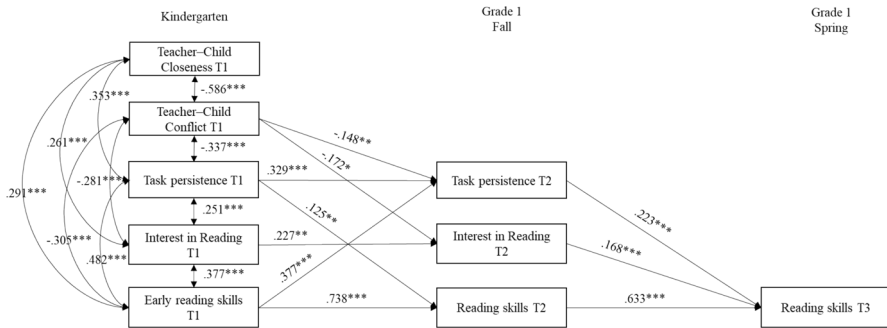 Kindergarten
Grade 1
Fall
Grade 1
Spring
Teacher–Child
Closeness T1
-.586***
.353***
Teacher–Child
Conflict T1
-.148**
-.337***
.261***
-.172*
.329***
Task persistence T1
Task persistence T2
-.281***
.291***
.251***
.125**
.223***
Interest in Reading
T1
.227**
Interest in Reading
T2
.168***
-.305***
.482***
.377***
.377***
Early reading skills
T1
.738***
Reading skills T2
.633***
Reading skills T3